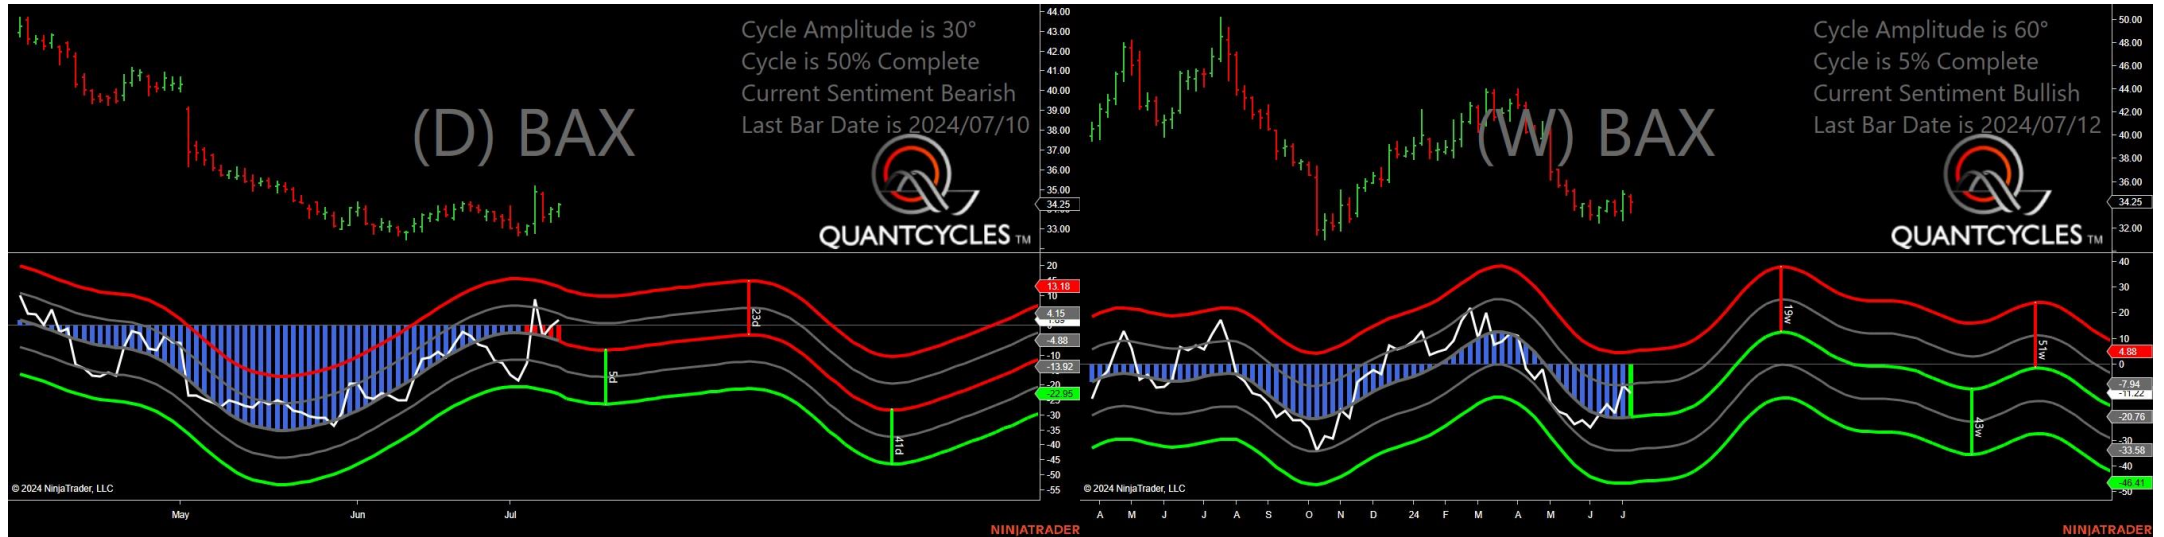 Cycle Amplitude is 30°
Cycle is 50% Complete
Current Sentiment Bearish
Last Bar Date is 2024/07/10
(D) BAX
QUANTCYCLES TM
44.00
43.00
42.00
41.00
40.00
39.00
38.00
37.00
36.00
35.00
34.25
33.00
20
13.18
10
4.15
-4.88
-10
-13.92
-20
-22.95
-30
-35
-40
-45
-50
-55
23d
5d
41d
© 2024 NinjaTrader, LLC
May
Jun
Jul
NINJATRADER
Cycle Amplitude is 60°
Cycle is 5% Complete
Current Sentiment Bullish
Last Bar Date is 2024/07/12
(W) BAX
QUANTCYCLES TM
50.00
48.00
46.00
44.00
42.00
40.00
38.00
36.00
34.25
32.00
40
30
20
10
4.88
0
-7.94
-11.22
-20.76
-30
-33.58
-40
-46.41
-50
19w
51w
43w
© 2024 NinjaTrader, LLC
A M J J A S O N D 24 F M A M J J
NINJATRADER